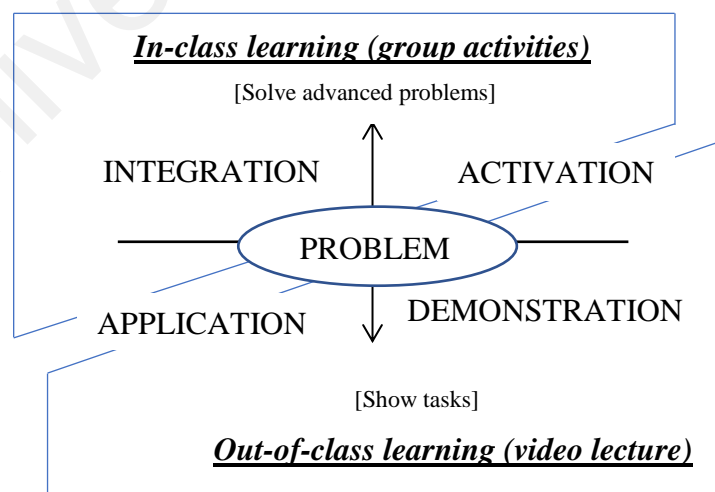 In-class learning (group activities)
[Solve advanced problems]
INTEGRATION
ACTIVATION
PROBLEM
APPLICATION
DEMONSTRATION
[Show tasks]
Out-of-class learning (video lecture)